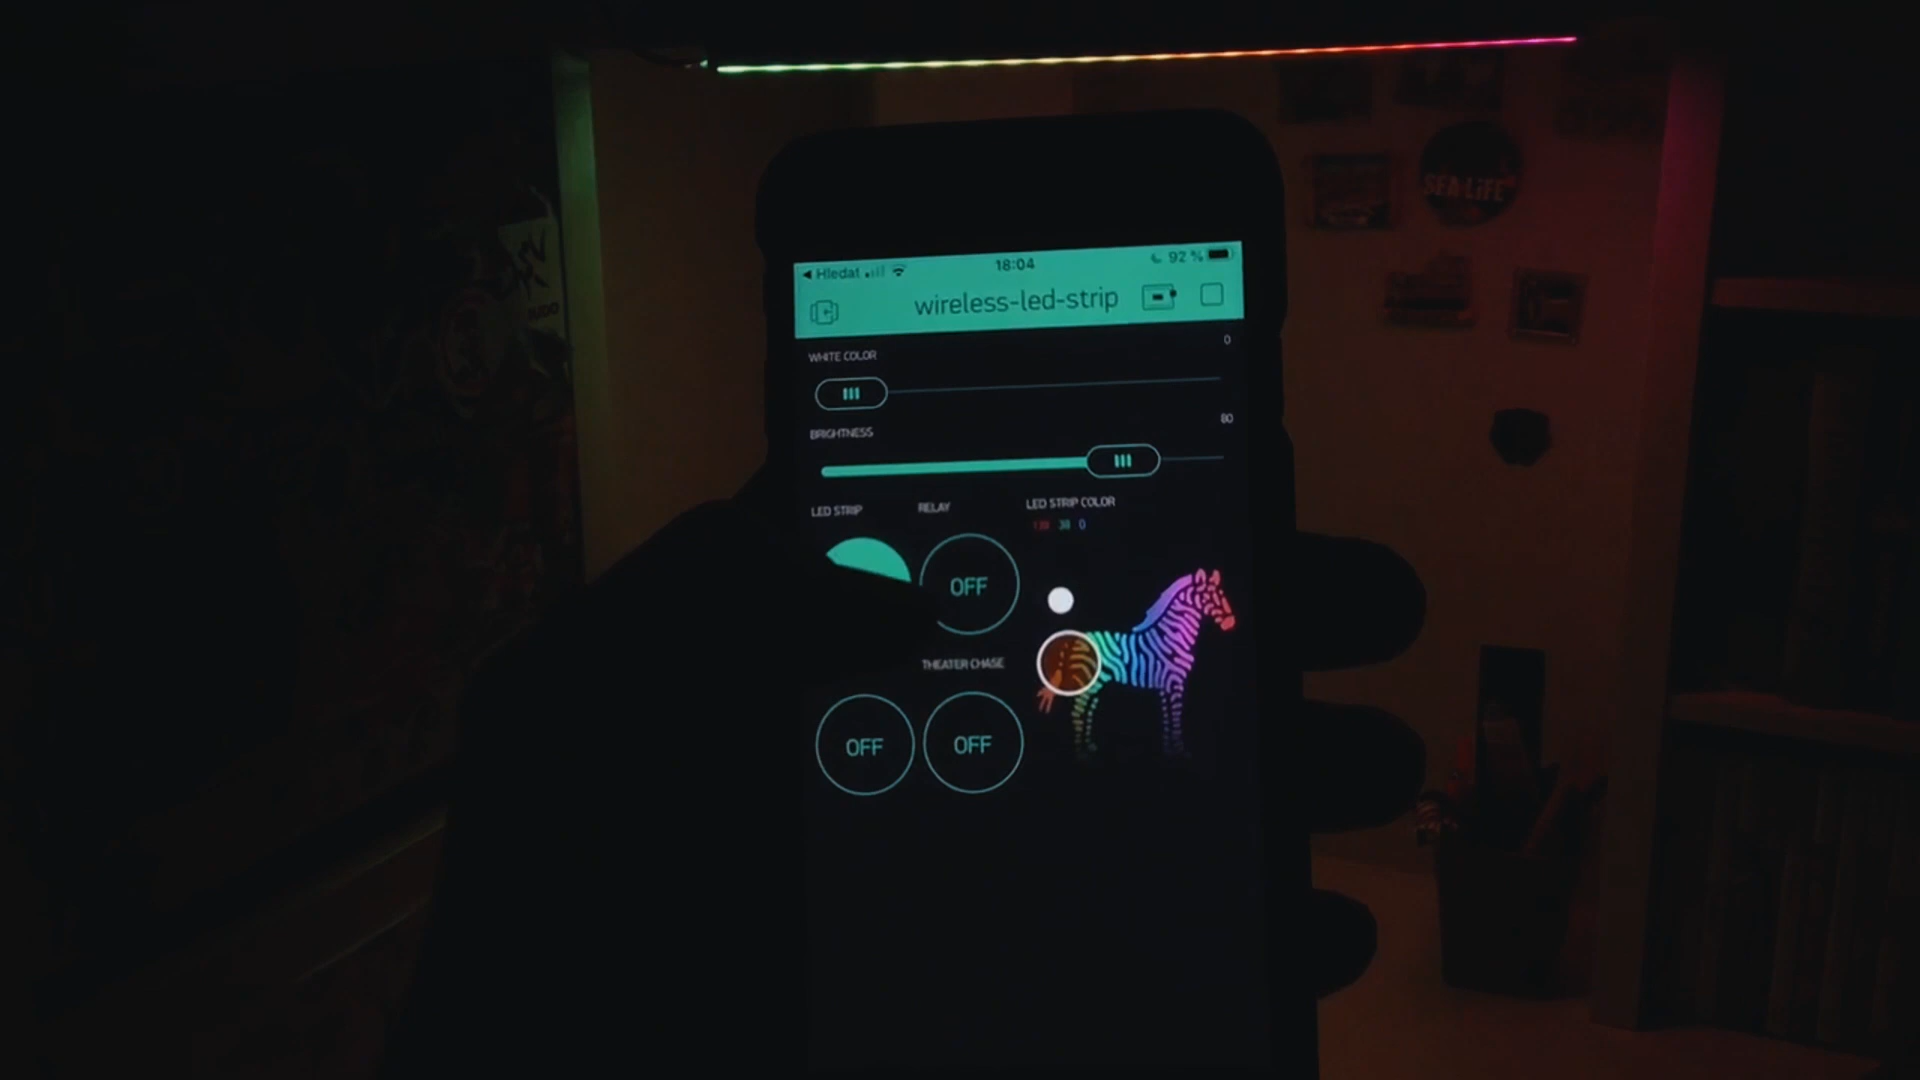 Hledat 18:04 92 %
wireless-led-strip
WHITE COLOR 0
BRIGHTNESS 80
LED STRIP RELAY LED STRIP COLOR
38 0
OFF
THEATER CHASE
OFF OFF
SEA LiFE